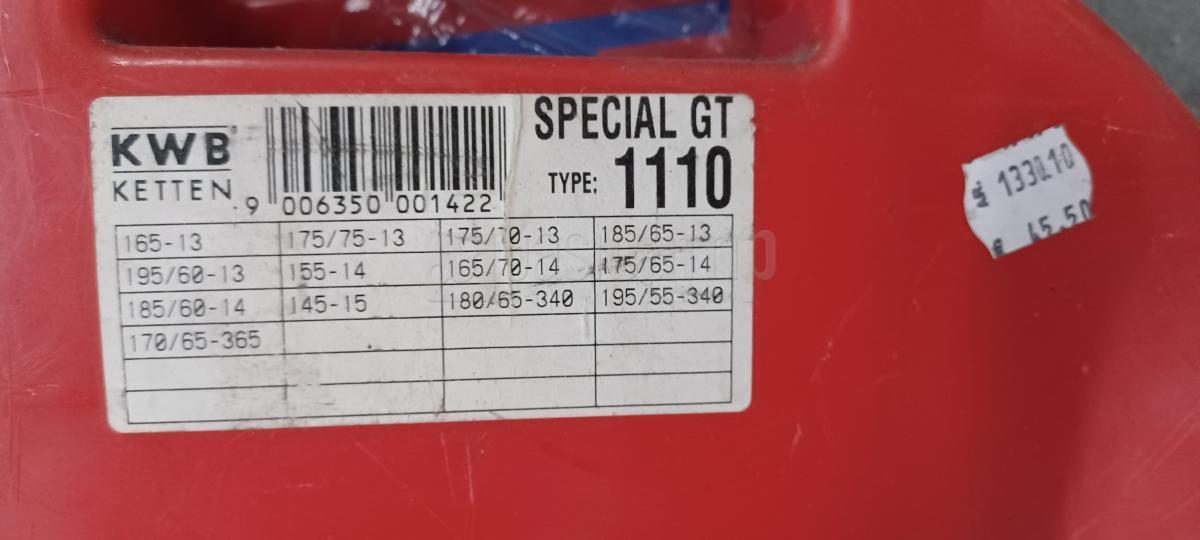 KWB®
KETTEN
9 006350 001422
SPECIAL GT
TYPE: 1110
165-13 175/75-13 175/70-13 185/65-13
195/60-13 155-14 165/70-14 175/65-14
185/60-14 145-15 180/65-340 195/55-340
170/65-365
€ 45.50